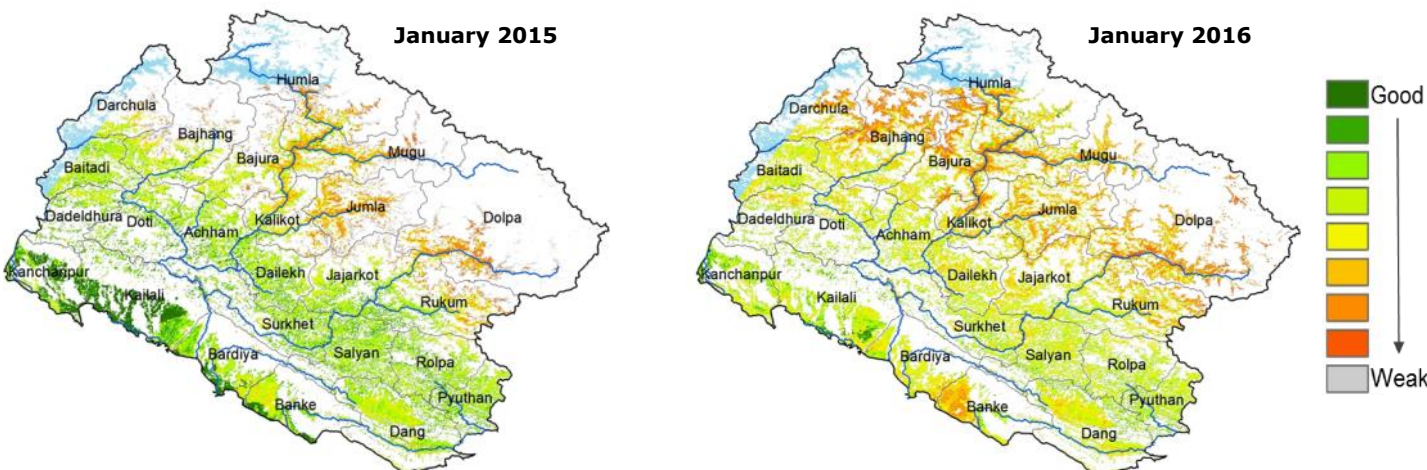 January 2015
Humla
Darchula
Bajhang
Baitadi
Bajura
Mugu
Dadeldhura
Doti
Achham
Kalikot
Jumla
Dolpa
Kanchanpur
Kailali
Dailekh
Jajarkot
Rukum
Surkhet
Bardiya
Salyan
Rolpa
Banke
Pyuthan
Dang
January 2016
Humla
Darchula
Bajhang
Baitadi
Bajura
Mugu
Dadeldhura
Doti
Achham
Kalikot
Jumla
Dolpa
Kanchanpur
Kailali
Dailekh
Jajarkot
Rukum
Surkhet
Bardiya
Salyan
Rolpa
Banke
Pyuthan
Dang
Good
Weak